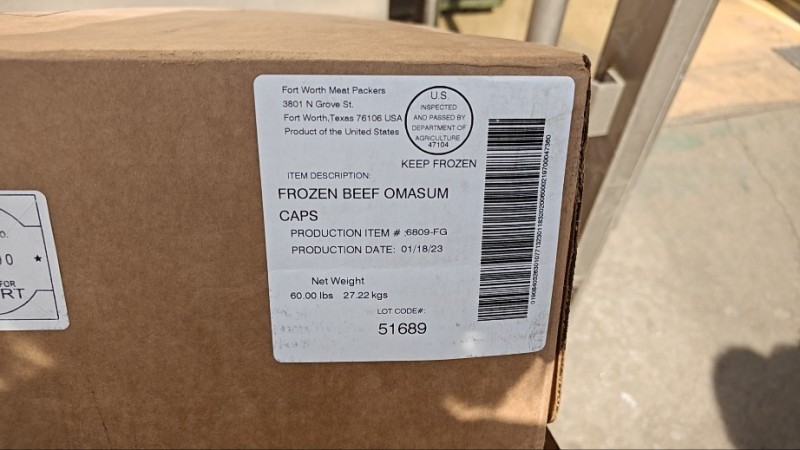 Fort Worth Meat Packers
3801 N Grove St.
Fort Worth,Texas 76106 USA
Product of the United States
U.S.
INSPECTED
AND PASSED BY
DEPARTMENT OF
AGRICULTURE
47104
KEEP FROZEN
ITEM DESCRIPTION:
FROZEN BEEF OMASUM
CAPS
PRODUCTION ITEM # :6809-FG
PRODUCTION DATE: 01/18/23
Net Weight
60.00 lbs 27.22 kgs
LOT CODE#:
51689